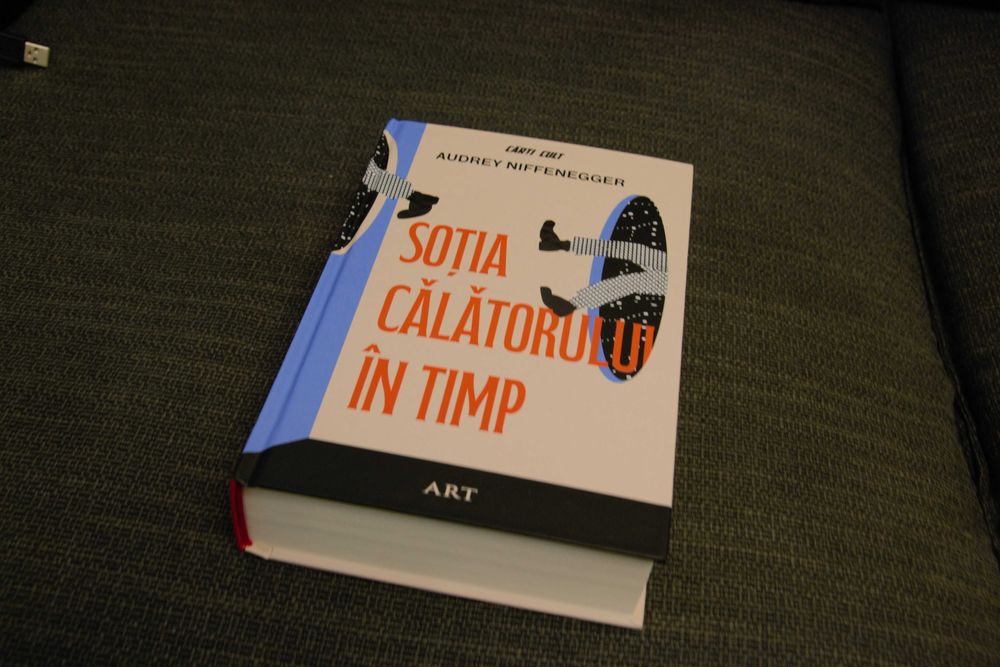 CĂRȚI CULT
AUDREY NIFFENEGGER
SOȚIA
CĂLĂTORULUI
ÎN TIMP
ART